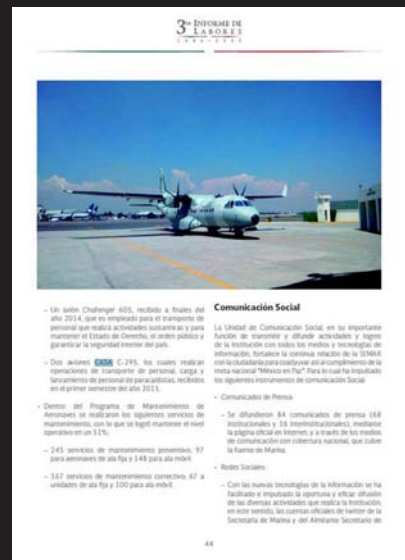 3er INFORME DE
LABORES
2014 - 2015
- Un avión Challenger 605, recibido a finales del
año 2014, que es empleado para el transporte de
personal que realiza actividades sustantivas y para
mantener el Estado de Derecho, el orden público y
garantizar la seguridad interior del país.
- Dos aviones CASA C-295, los cuales realizan
operaciones de transporte de personal, carga y
lanzamiento de personal de paracaidistas, recibidos
en el primer semestre del año 2015.
• Dentro del Programa de Mantenimiento de
Aeronaves se realizaron los siguientes servicios de
mantenimiento, con lo que se logró mantener el nivel
operativo en un 51%.
- 245 servicios de mantenimiento preventivo, 97
para aeronaves de ala fija y 148 para ala móvil.
- 167 servicios de mantenimiento correctivo, 67 a
unidades de ala fija y 100 para ala móvil.
Comunicación Social
La Unidad de Comunicación Social, en su importante
función de transmitir y difundir actividades y logros
de la Institución con todos los medios y tecnologías de
información, fortalece la continua relación de la SEMAR
con la ciudadanía para coadyuvar así al cumplimiento de la
meta nacional "México en Paz". Para lo cual ha impulsado
los siguientes instrumentos de comunicación Social:
• Comunicados de Prensa
- Se difundieron 84 comunicados de prensa (68
institucionales y 16 interinstitucionales), mediante
la página oficial en Internet, y a través de los medios
de comunicación con cobertura nacional, que cubre
la fuente de Marina.
• Redes Sociales
- Con las nuevas tecnologías de la información se ha
facilitado e impulsado la oportuna y eficaz difusión
de las diversas actividades que realiza la Institución,
en este sentido, las cuentas oficiales de twitter de la
Secretaría de Marina y del Almirante Secretario de
44